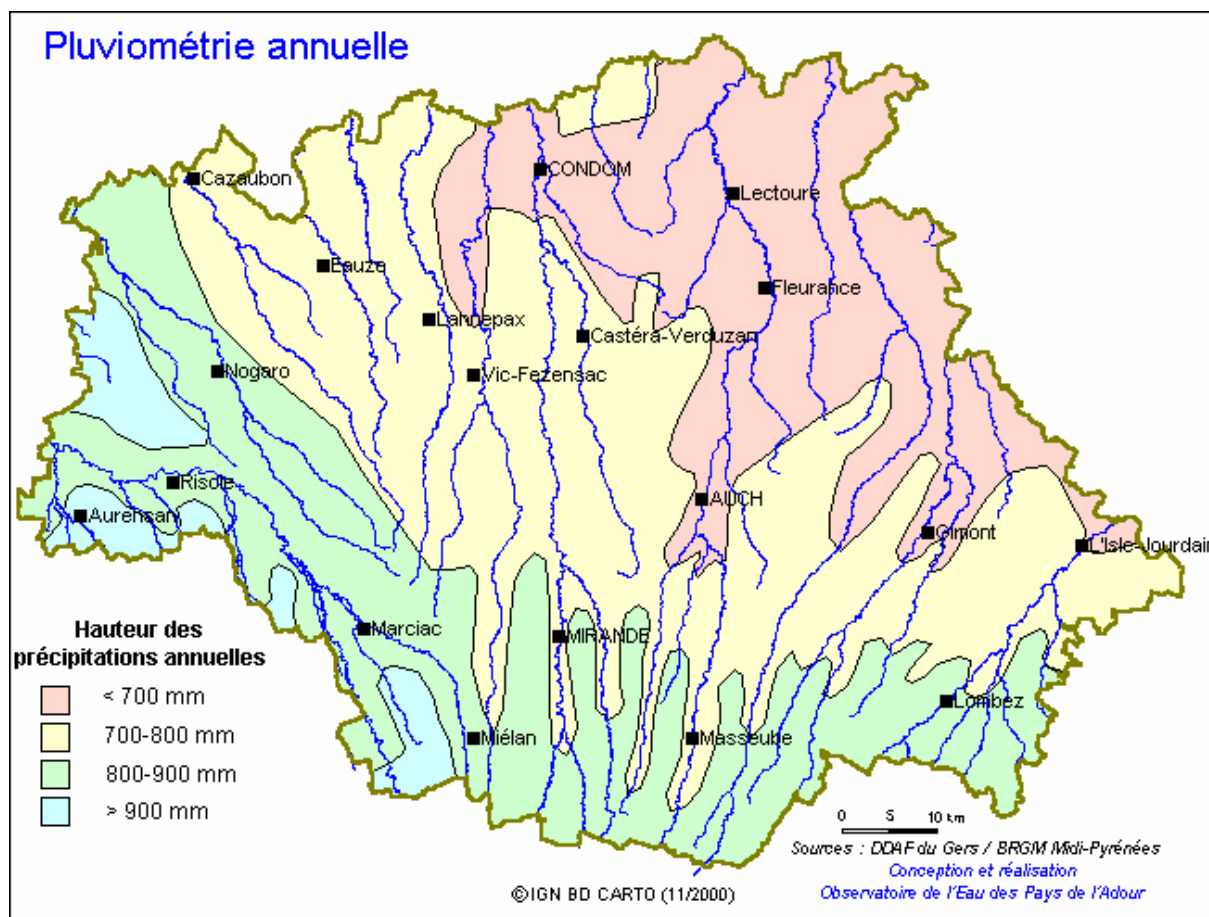 Pluviométrie annuelle
CONDOM
Cazaubon
Lectoure
Eauze
Fleurance
Lannepax
Castéra-Verduzan
Nogaro
Vic-Fezensac
Riscle
AUCH
Aurensan
Gimont
L'Isle-Jourdain
Hauteur des
précipitations annuelles
< 700 mm
700-800 mm
800-900 mm
> 900 mm
Marciac
MIRANDE
Lombez
Miélan
Masseube
0 5 10 km
Sources : DDAF du Gers / BRGM Midi-Pyrénées
Conception et réalisation
Observatoire de l'Eau des Pays de l'Adour
©IGN BD CARTO (11/2000)